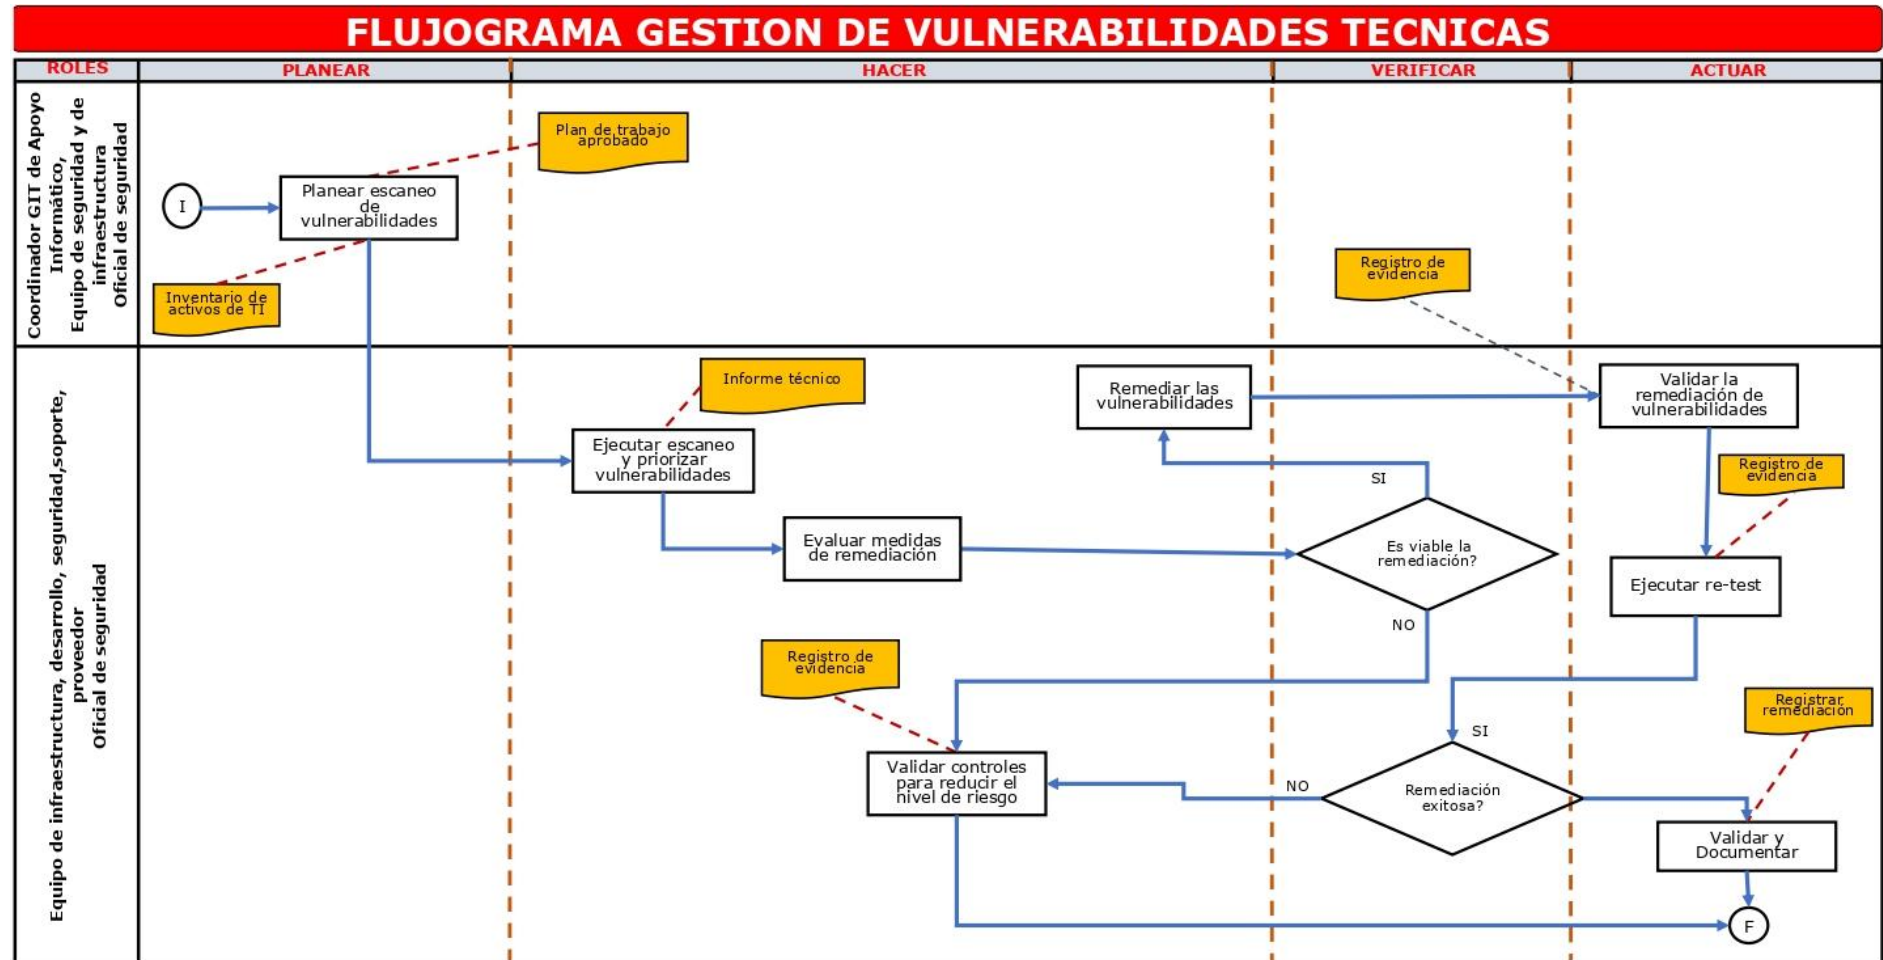 FLUJOGRAMA GESTION DE VULNERABILIDADES TECNICAS
ROLES
PLANEAR
HACER
VERIFICAR
ACTUAR
Coordinador GIT de Apoyo
Informático,
Equipo de seguridad y de
infraestructura
Oficial de seguridad
I
Planear escaneo
de
vulnerabilidades
Plan de trabajo
aprobado
Inventario de
activos de TI
Registro de
evidencia
Equipo de infraestructura, desarrollo, seguridad,soporte,
proveedor
Oficial de seguridad
Informe técnico
Ejecutar escaneo
y priorizar
vulnerabilidades
Evaluar medidas
de remediación
Remediar las
vulnerabilidades
Validar la
remediación de
vulnerabilidades
SI
Es viable la
remediación?
NO
Registro de
evidencia
Ejecutar re-test
Registro de
evidencia
Validar controles
para reducir el
nivel de riesgo
SI
NO
Remediación
exitosa?
Registrar
remediación
Validar y
Documentar
F